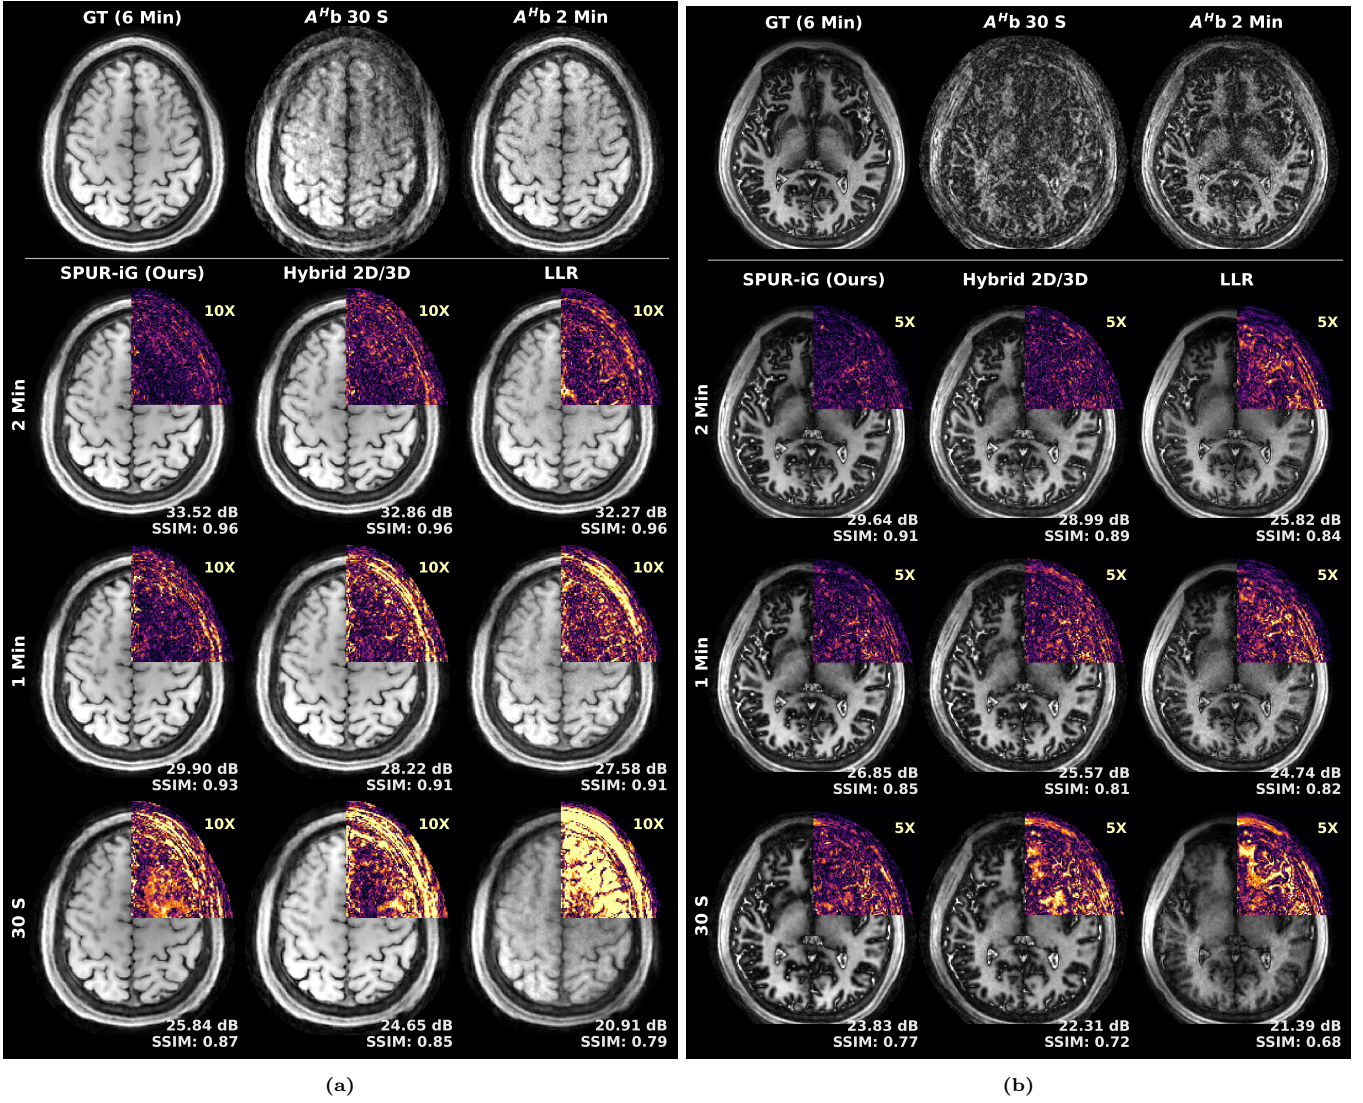 GT (6 Min) Aᴴb 30 S Aᴴb 2 Min
SPUR-iG (Ours) Hybrid 2D/3D LLR
2 Min
10X 10X 10X
33.52 dB 32.86 dB 32.27 dB
SSIM: 0.96 SSIM: 0.96 SSIM: 0.96
1 Min
10X 10X 10X
29.90 dB 28.22 dB 27.58 dB
SSIM: 0.93 SSIM: 0.91 SSIM: 0.91
30 S
10X 10X 10X
25.84 dB 24.65 dB 20.91 dB
SSIM: 0.87 SSIM: 0.85 SSIM: 0.79
(a)
GT (6 Min) Aᴴb 30 S Aᴴb 2 Min
SPUR-iG (Ours) Hybrid 2D/3D LLR
2 Min
5X 5X 5X
29.64 dB 28.99 dB 25.82 dB
SSIM: 0.91 SSIM: 0.89 SSIM: 0.84
1 Min
5X 5X 5X
26.85 dB 25.57 dB 24.74 dB
SSIM: 0.85 SSIM: 0.81 SSIM: 0.82
30 S
5X 5X 5X
23.83 dB 22.31 dB 21.39 dB
SSIM: 0.77 SSIM: 0.72 SSIM: 0.68
(b)